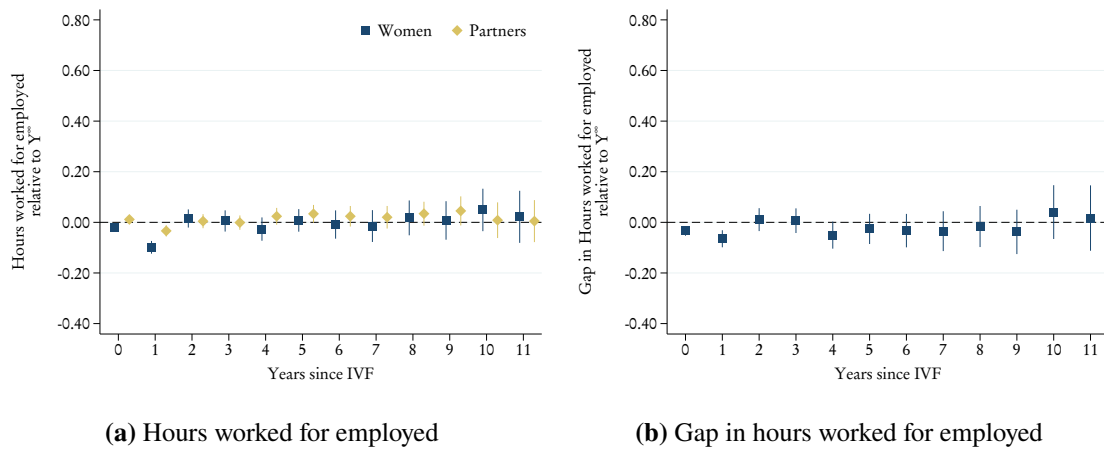 Hours worked for employed
relative to Y∞
0.80
0.60
0.40
0.20
0.00
-0.20
-0.40
Women Partners
0 1 2 3 4 5 6 7 8 9 10 11
Years since IVF
(a) Hours worked for employed
Gap in Hours worked for employed
relative to Y∞
0.80
0.60
0.40
0.20
0.00
-0.20
-0.40
0 1 2 3 4 5 6 7 8 9 10 11
Years since IVF
(b) Gap in hours worked for employed